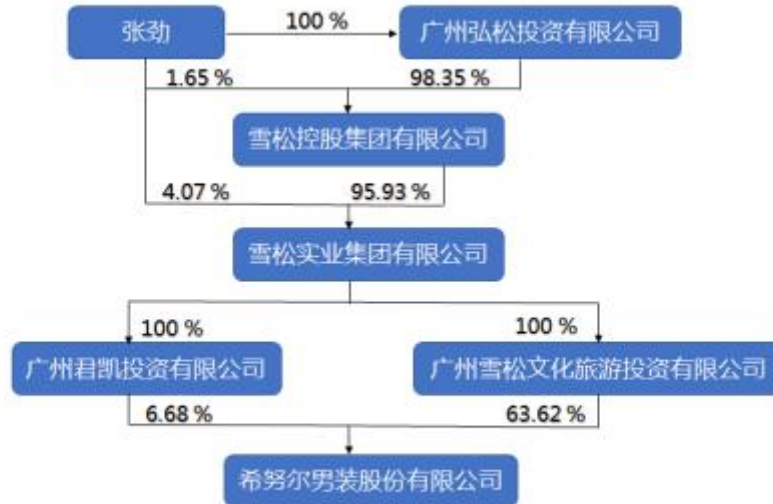 张劲
100 %
广州弘松投资有限公司
1.65 %
98.35 %
雪松控股集团有限公司
4.07 %
95.93 %
雪松实业集团有限公司
100 %
100 %
广州君凯投资有限公司
广州雪松文化旅游投资有限公司
6.68 %
63.62 %
希努尔男装股份有限公司